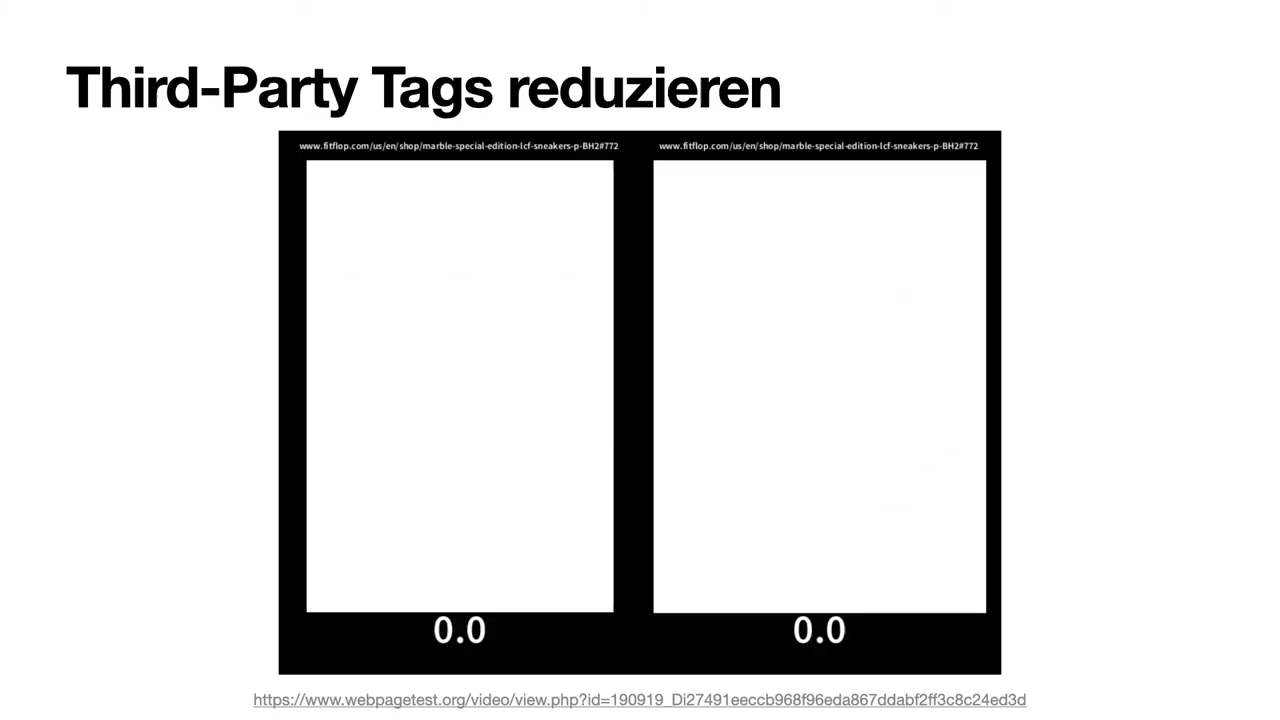 Third-Party Tags reduzieren
www.fitflop.com/us/en/shop/marble-special-edition-lcf-sneakers-p-BH2#772
www.fitflop.com/us/en/shop/marble-special-edition-lcf-sneakers-p-BH2#772
0.0
0.0
https://www.webpagetest.org/video/view.php?id=190919_Di27491eeccb968f96eda867ddabf2ff3c8c24ed3d